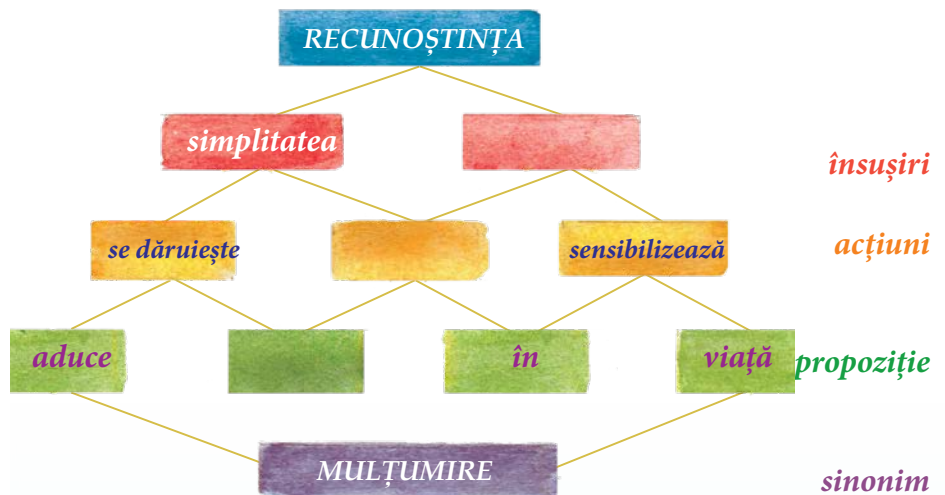 RECUNOȘTINȚA
simplitatea
însușiri
se dăruiește sensibilizează
acțiuni
aduce în viață
propoziție
MULȚUMIRE
sinonim